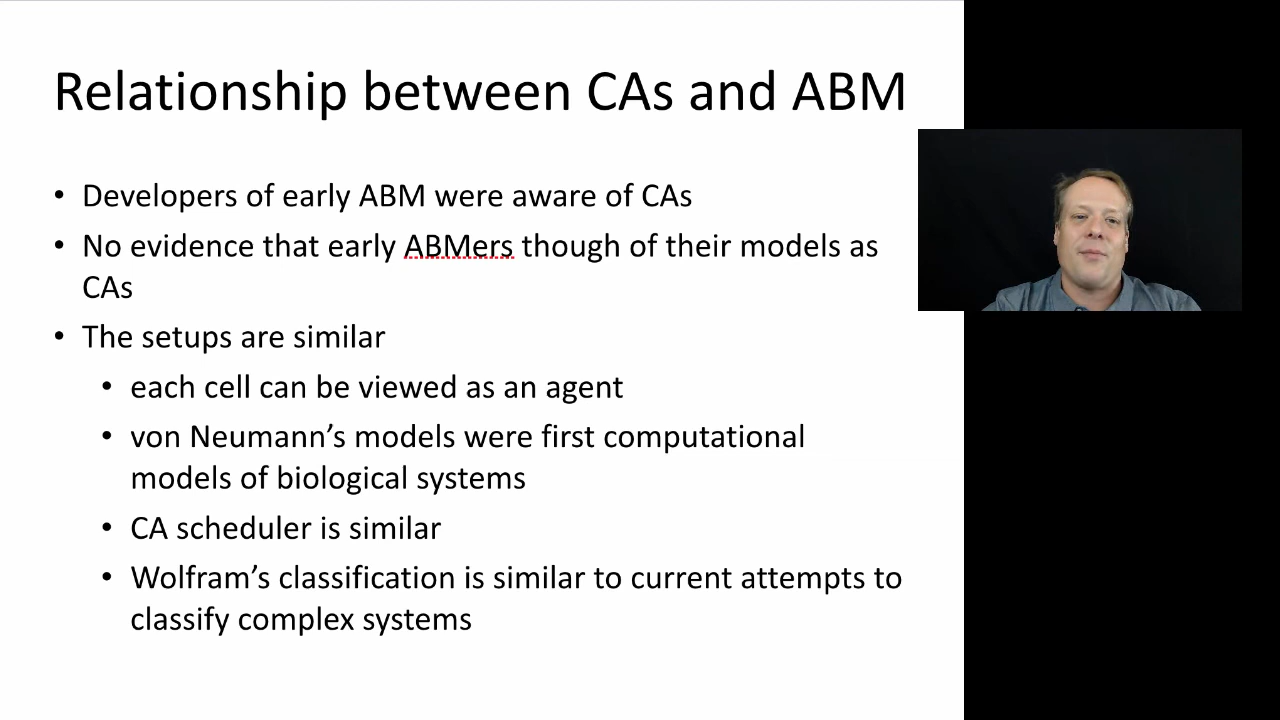 Relationship between CAs and ABM
• Developers of early ABM were aware of CAs
• No evidence that early ABMers though of their models as
CAs
• The setups are similar
• each cell can be viewed as an agent
• von Neumann’s models were first computational
models of biological systems
• CA scheduler is similar
• Wolfram’s classification is similar to current attempts to
classify complex systems